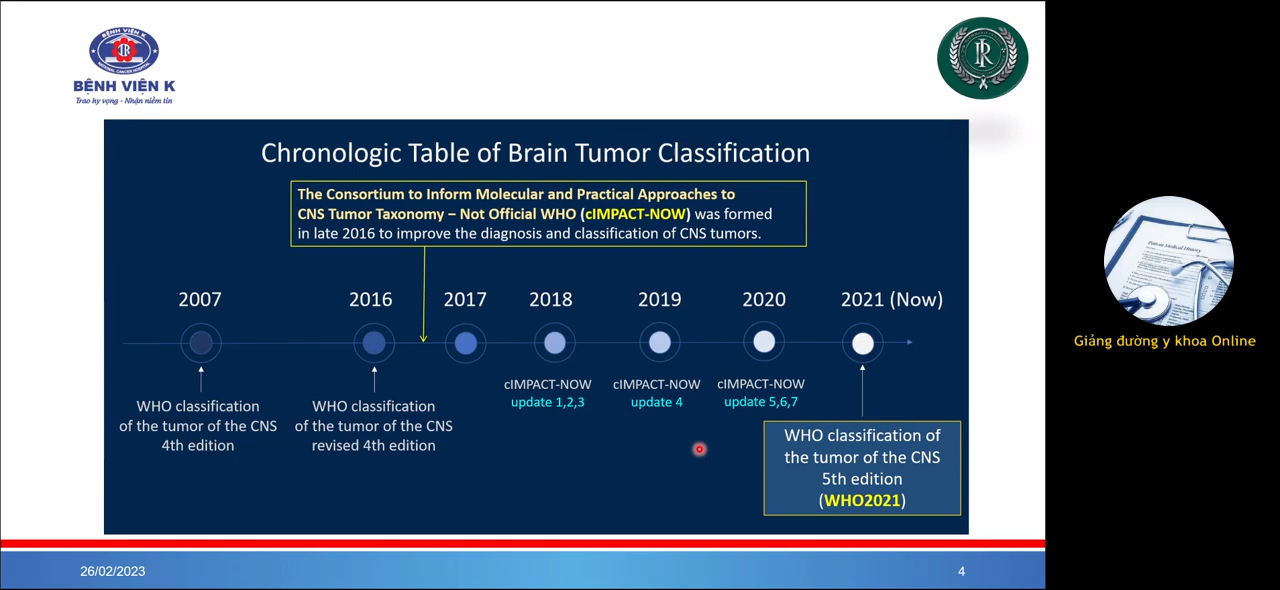 BỆNH VIỆN K
Trao hy vọng - Nhận niềm tin
Chronologic Table of Brain Tumor Classification
The Consortium to Inform Molecular and Practical Approaches to
CNS Tumor Taxonomy – Not Official WHO (cIMPACT-NOW) was formed
in late 2016 to improve the diagnosis and classification of CNS tumors.
2007
2016
2017
2018
2019
2020
2021 (Now)
cIMPACT-NOW
update 1,2,3
cIMPACT-NOW
update 4
cIMPACT-NOW
update 5,6,7
WHO classification
of the tumor of the CNS
4th edition
WHO classification
of the tumor of the CNS
revised 4th edition
WHO classification of
the tumor of the CNS
5th edition
(WHO2021)
26/02/2023
4
Patient Medical History
Giảng đường y khoa Online